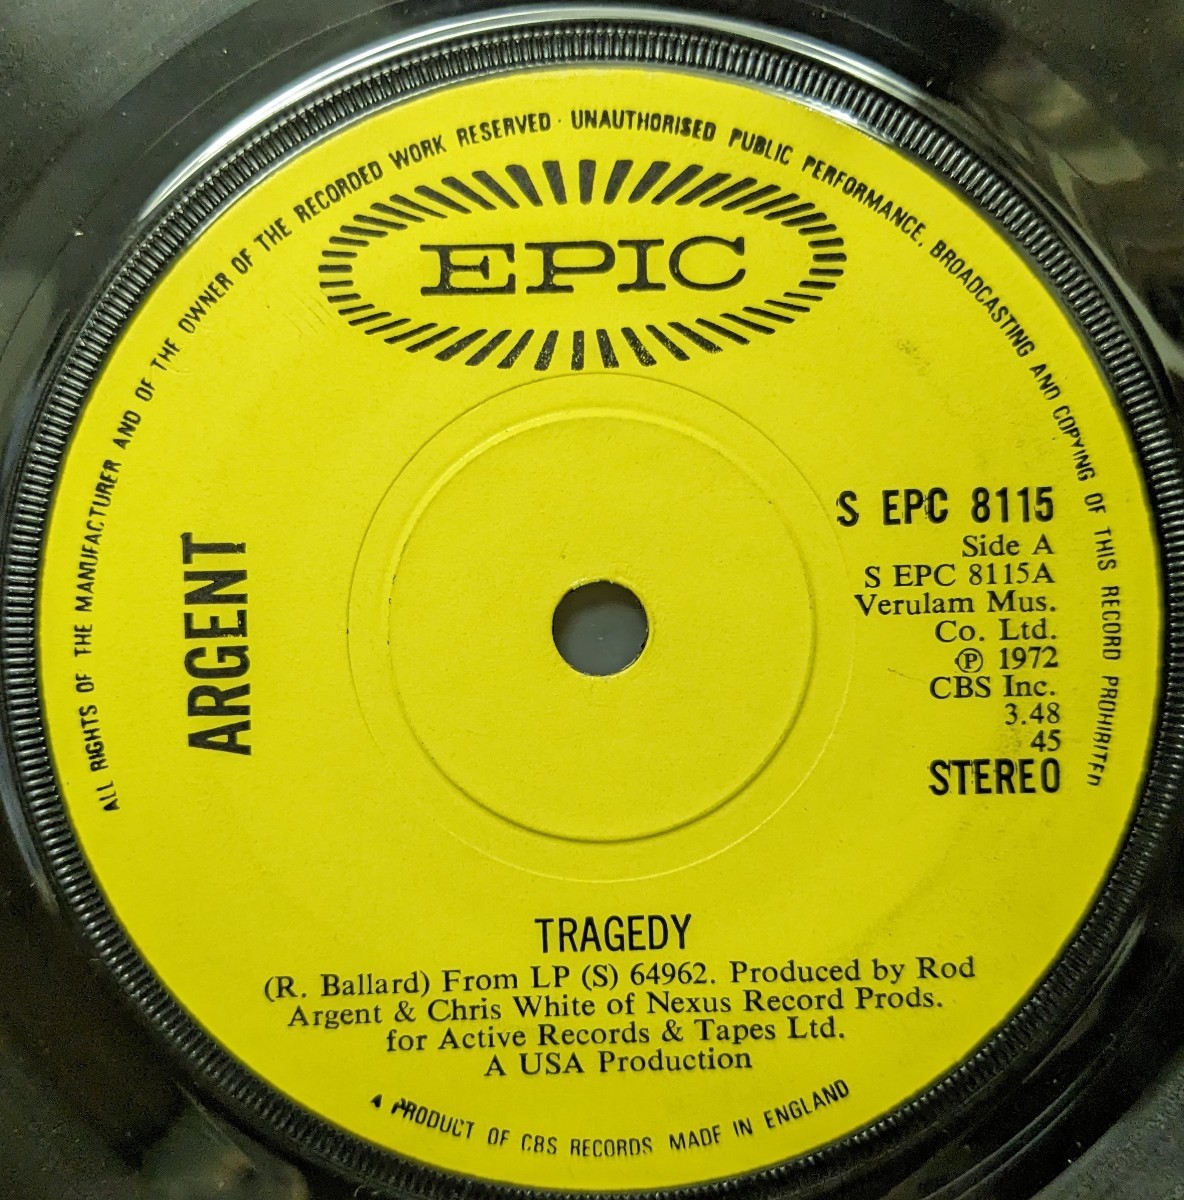 ALL RIGHTS OF THE MANUFACTURER AND OF THE OWNER OF THE RECORDED WORK RESERVED · UNAUTHORISED PUBLIC PERFORMANCE, BROADCASTING AND COPYING OF THIS RECORD PROHIBITED
EPIC
ARGENT
S EPC 8115
Side A
S EPC 8115A
Verulam Mus.
Co. Ltd.
℗ 1972
CBS Inc.
3.48
45
STEREO
TRAGEDY
(R. Ballard) From LP (S) 64962. Produced by Rod
Argent & Chris White of Nexus Record Prods.
for Active Records & Tapes Ltd.
A USA Production
A PRODUCT OF CBS RECORDS MADE IN ENGLAND